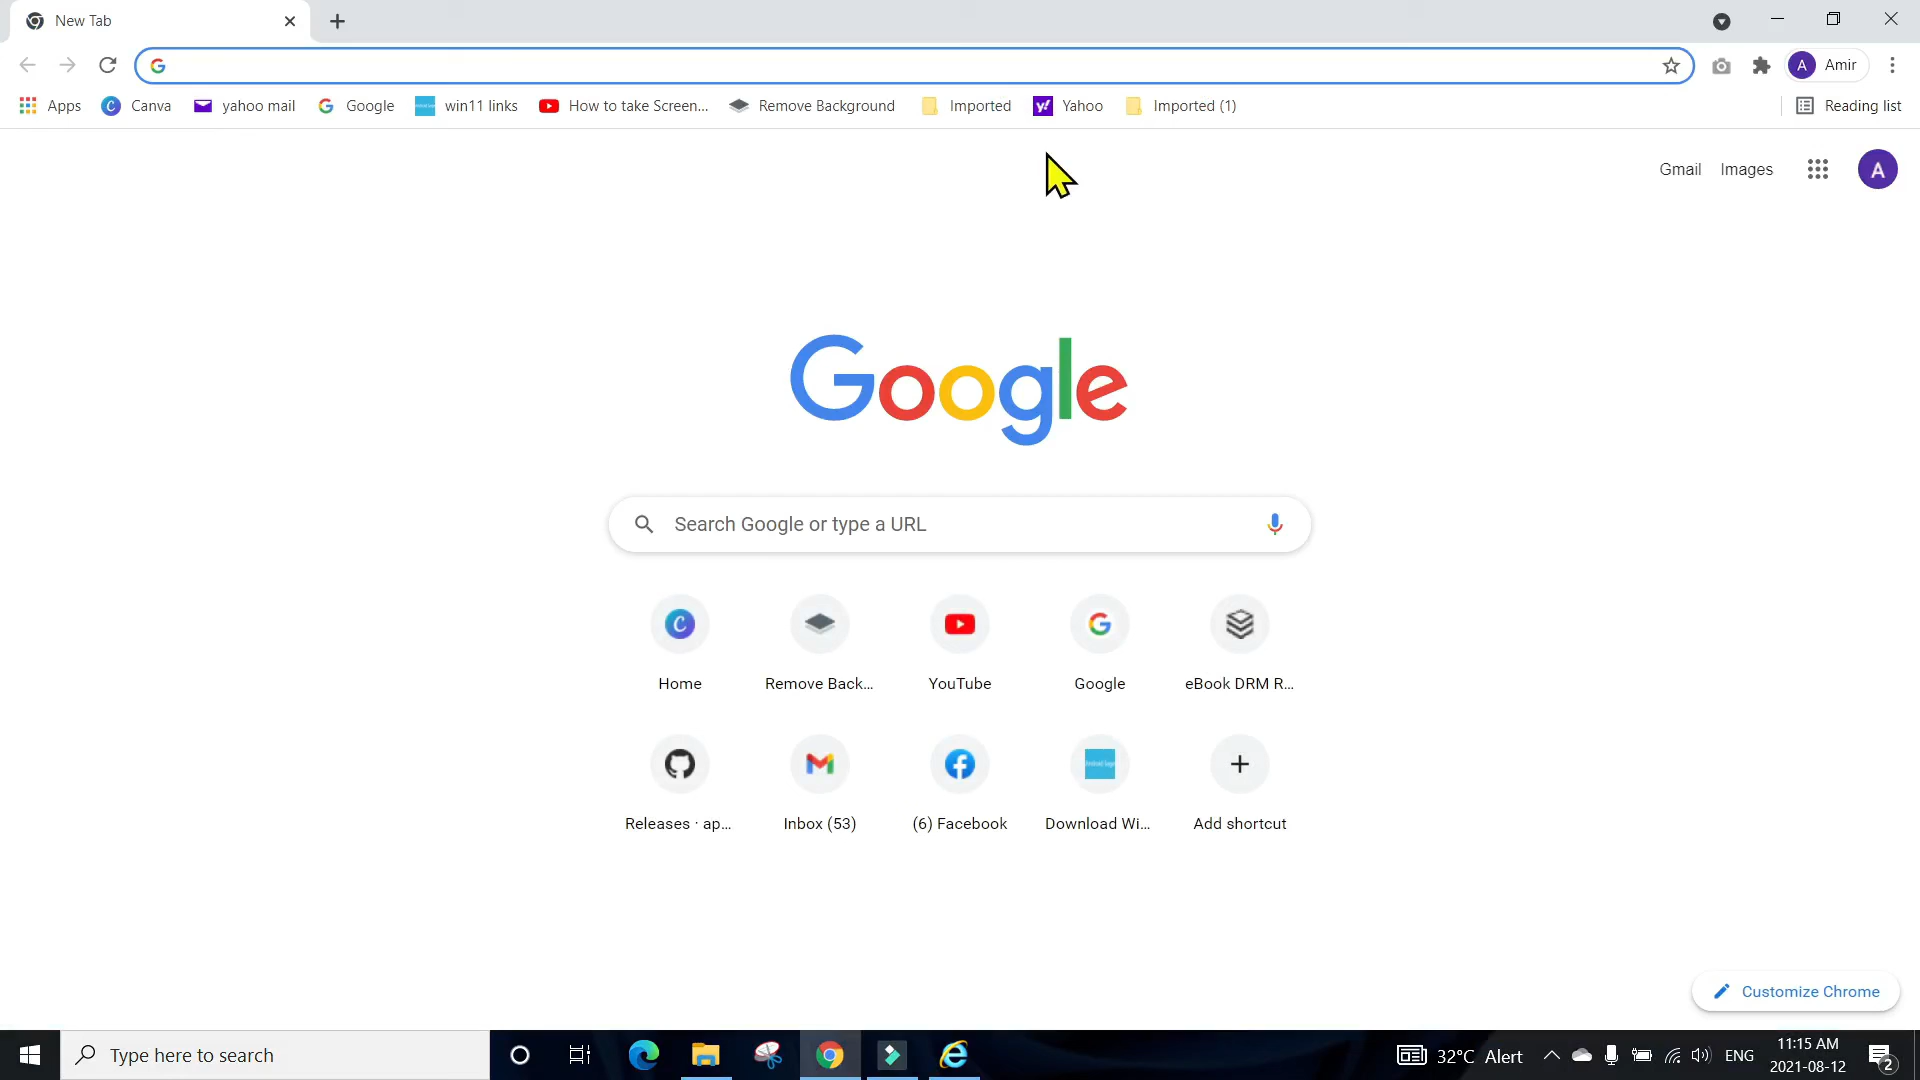 New Tab
A Amir
Apps Canva yahoo mail Google win11 links How to take Screen... Remove Background Imported Yahoo Imported (1) Reading list
Gmail Images A
Google
Search Google or type a URL
Home Remove Back... YouTube Google eBook DRM R...
Releases · ap... Inbox (53) (6) Facebook Download Wi... Add shortcut
Customize Chrome
Type here to search 32°C Alert ENG 11:15 AM 2
2021-08-12